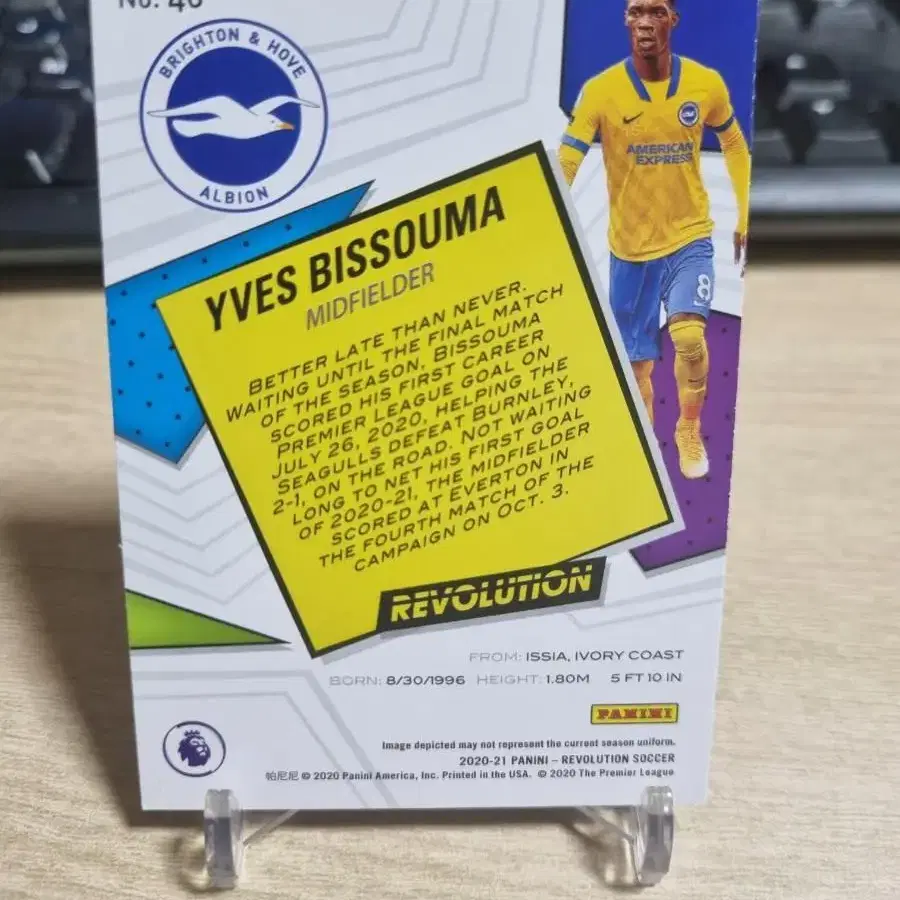 No. 46
BRIGHTON & HOVE
ALBION
AMERICAN
EXPRESS
8
YVES BISSOUMA
MIDFIELDER
BETTER LATE THAN NEVER.
WAITING UNTIL THE FINAL MATCH
OF THE SEASON, BISSOUMA
SCORED HIS FIRST CAREER
PREMIER LEAGUE GOAL ON
JULY 26, 2020, HELPING THE
SEAGULLS DEFEAT BURNLEY,
2-1, ON THE ROAD. NOT WAITING
LONG TO NET HIS FIRST GOAL
OF 2020-21, THE MIDFIELDER
SCORED AT EVERTON IN
THE FOURTH MATCH OF THE
CAMPAIGN ON OCT. 3.
REVOLUTION
FROM: ISSIA, IVORY COAST
BORN: 8/30/1996 HEIGHT: 1.80M 5 FT 10 IN
PANINI
Image depicted may not represent the current season uniform.
2020-21 PANINI – REVOLUTION SOCCER
帕尼尼 © 2020 Panini America, Inc. Printed in the USA. © 2020 The Premier League